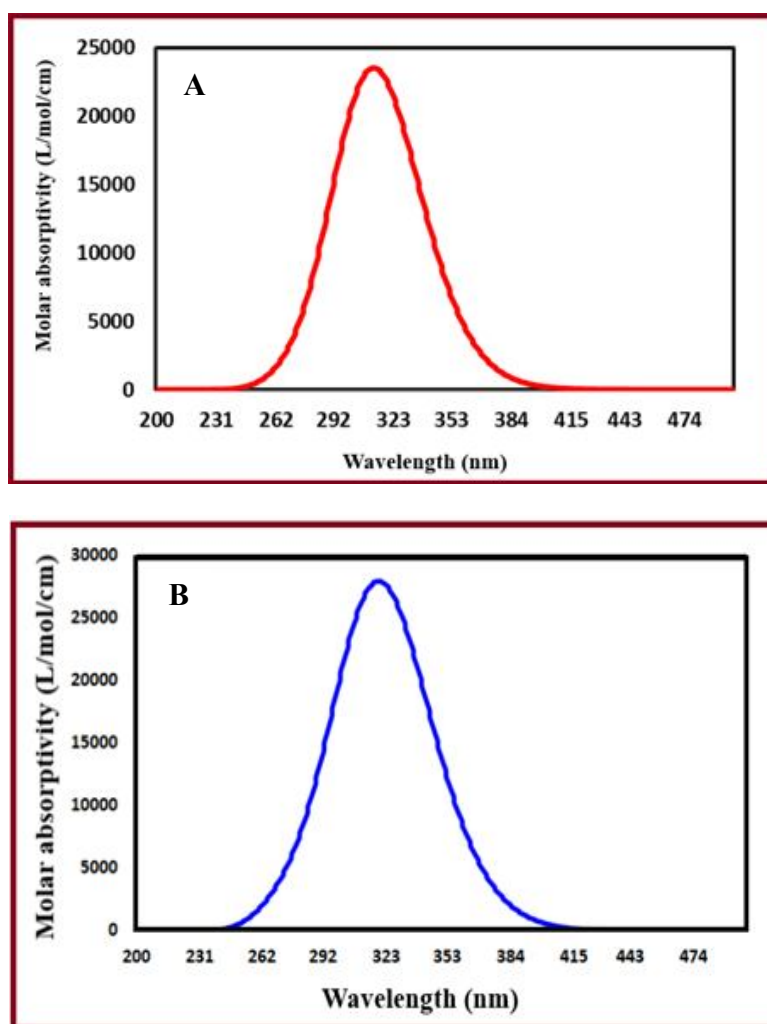 A
Molar absorptivity (L/mol/cm)
25000
20000
15000
10000
5000
0
200 231 262 292 323 353 384 415 443 474
Wavelength (nm)
B
Molar absorptivity (L/mol/cm)
30000
25000
20000
15000
10000
5000
0
200 231 262 292 323 353 384 415 443 474
Wavelength (nm)